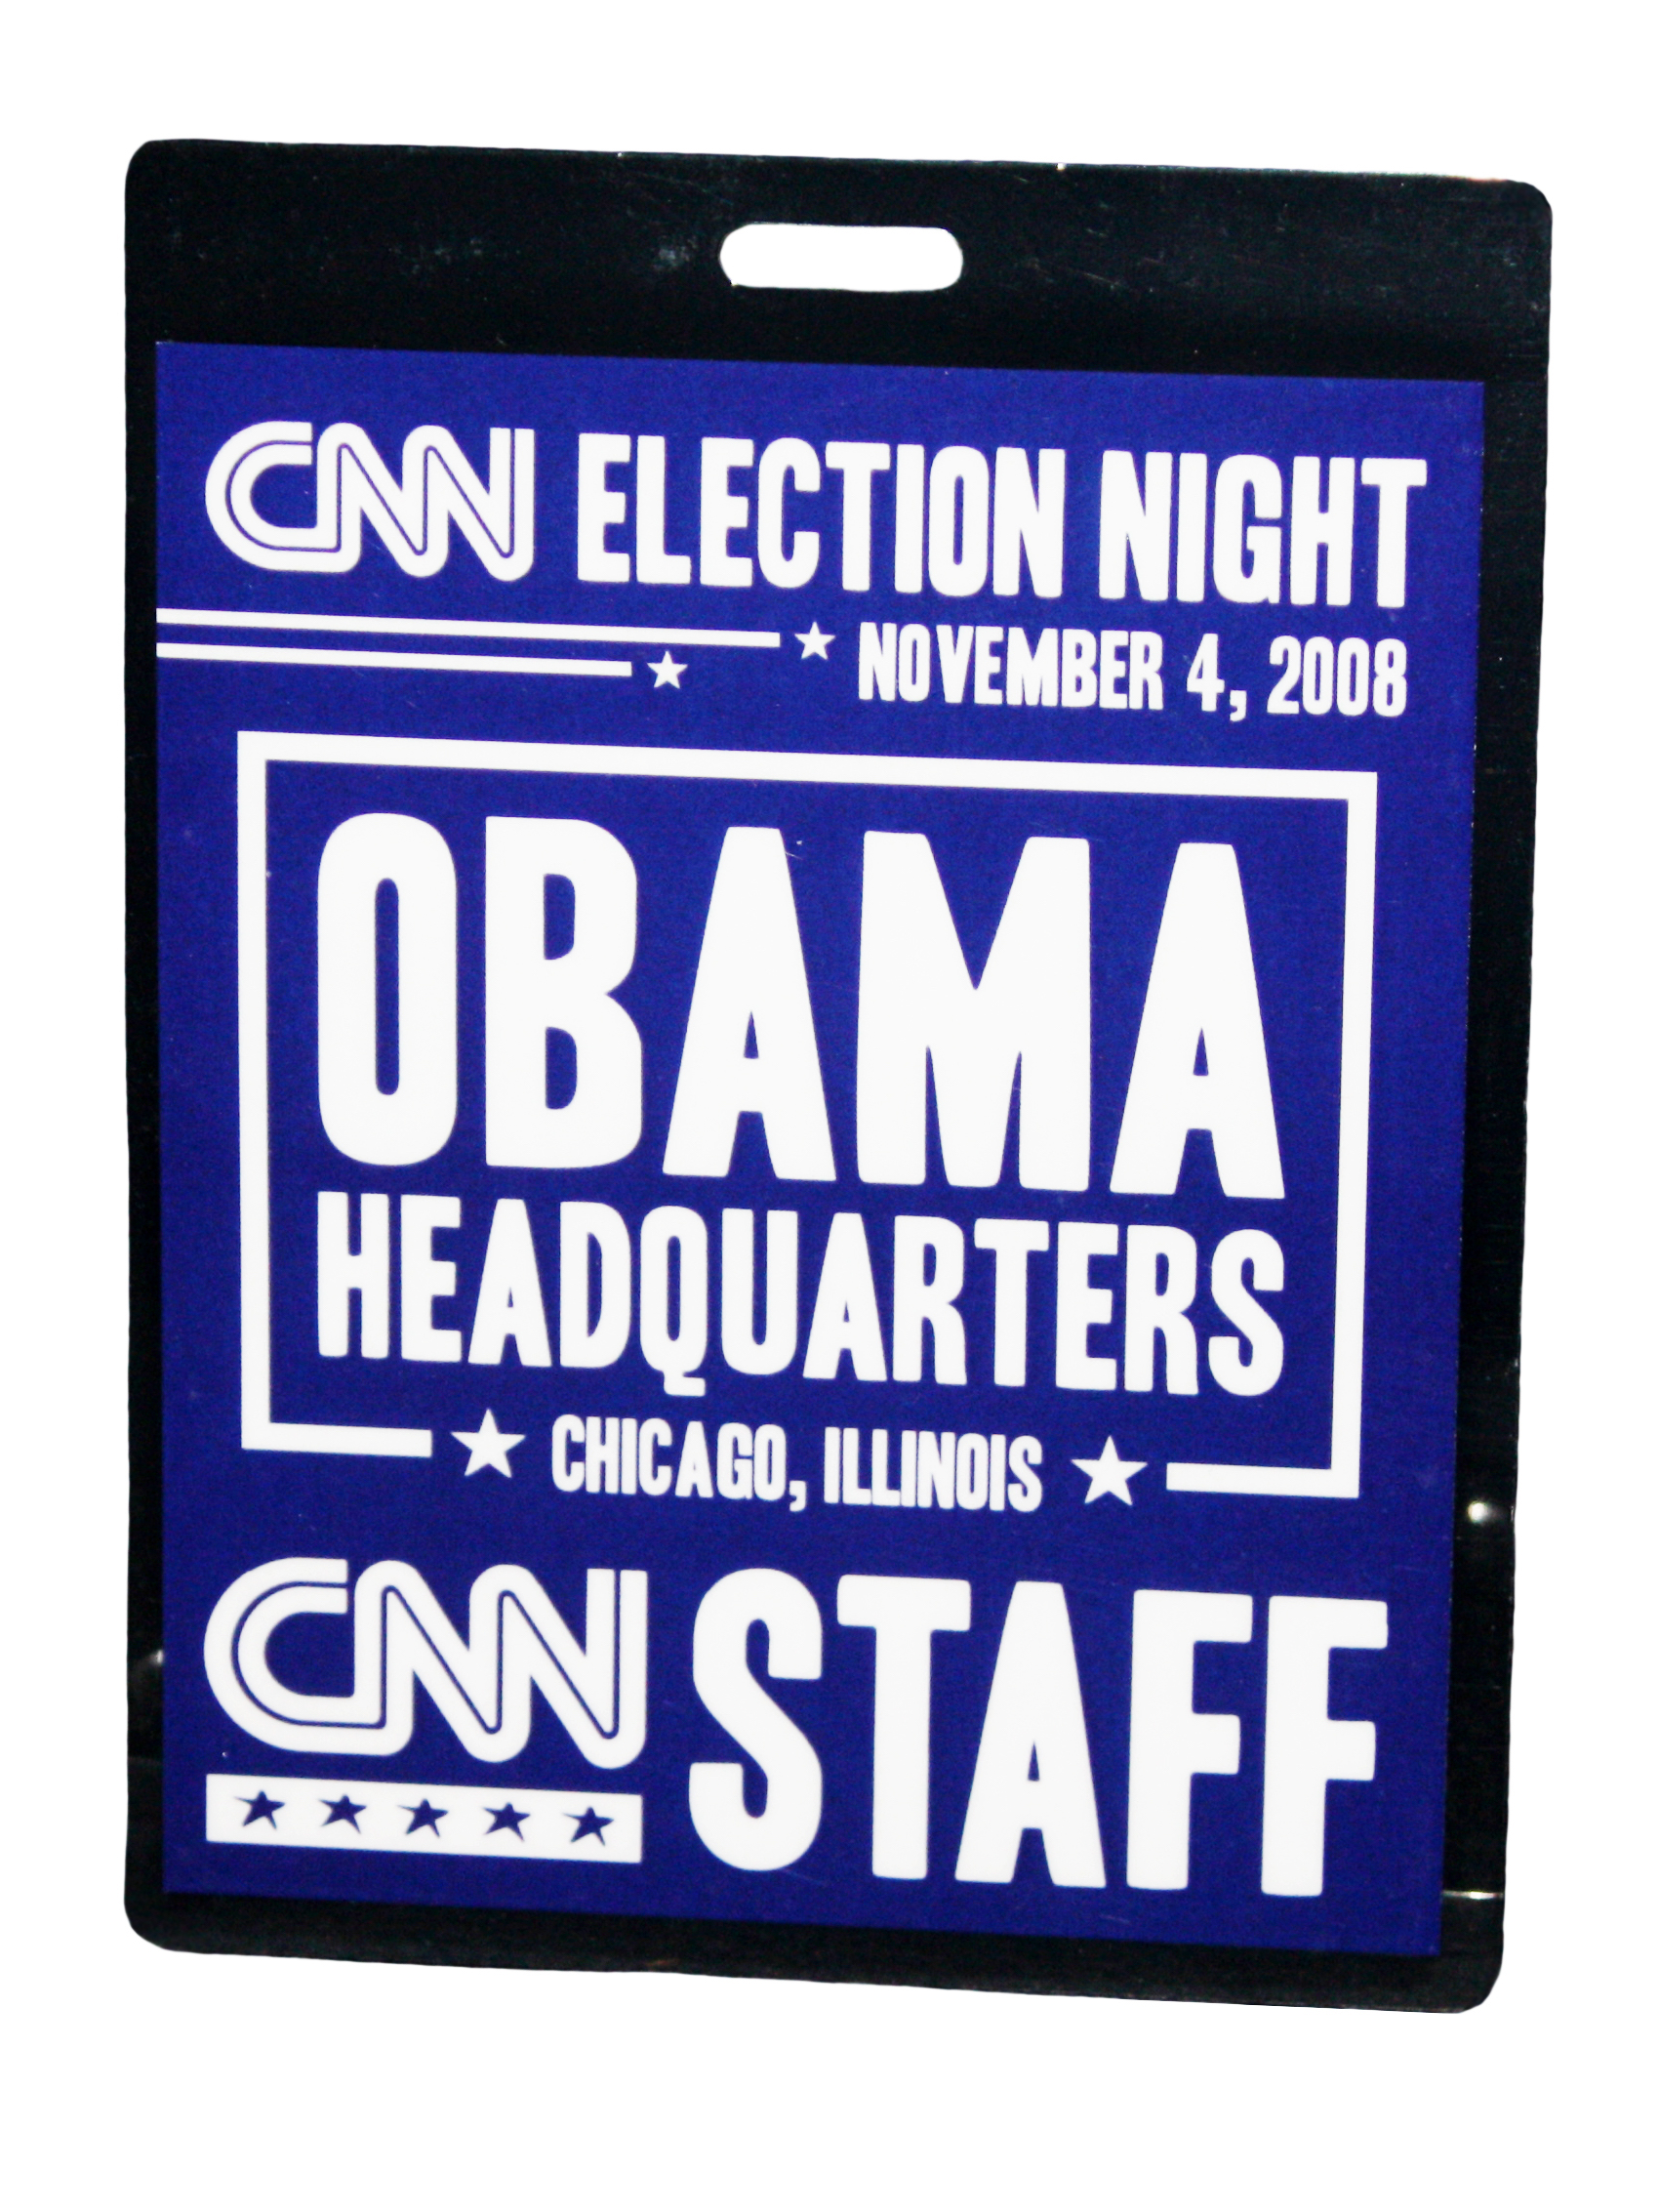 CNN ELECTION NIGHT
NOVEMBER 4, 2008
OBAMA
HEADQUARTERS
CHICAGO, ILLINOIS
CNN STAFF